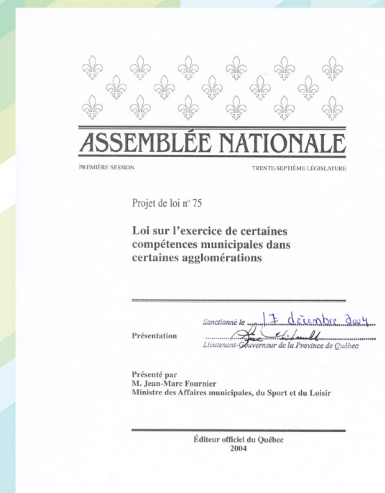 ASSEMBLÉE NATIONALE
PREMIÈRE SESSION TRENTE-SEPTIÈME LÉGISLATURE
Projet de loi nº 75
Loi sur l'exercice de certaines
compétences municipales dans
certaines agglomérations
Sanctionné le 17 décembre 2004
Présentation
Lieutenant-Gouverneur de la Province de Québec
Présenté par
M. Jean-Marc Fournier
Ministre des Affaires municipales, du Sport et du Loisir
Éditeur officiel du Québec
2004